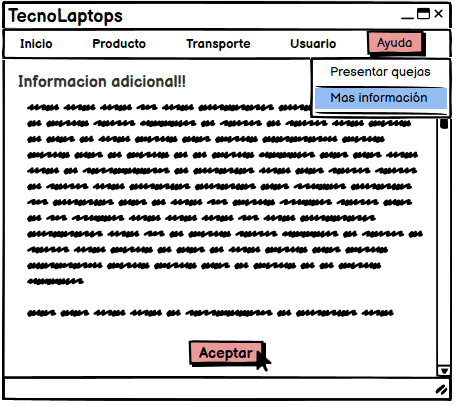 TecnoLaptops
Inicio Producto Transporte Usuario Ayuda
Presentar quejas
Mas información
Informacion adicional!!
Aceptar